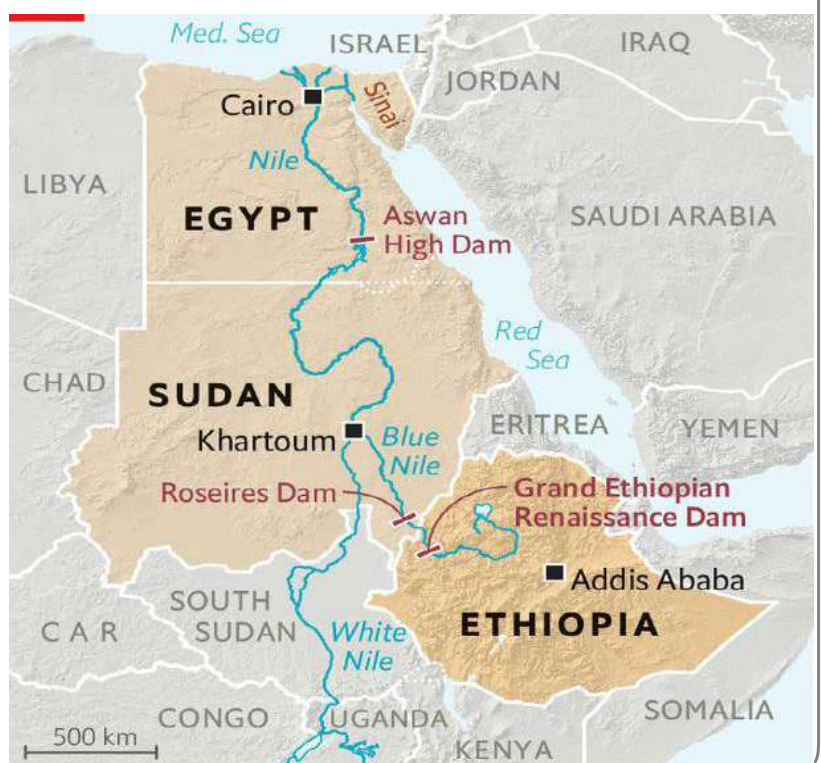 Med. Sea
ISRAEL
IRAQ
JORDAN
Cairo
Sinai
Nile
LIBYA
EGYPT
Aswan
High Dam
SAUDI ARABIA
Red
Sea
CHAD
SUDAN
ERITREA
YEMEN
Khartoum
Blue
Nile
Roseires Dam
Grand Ethiopian
Renaissance Dam
Addis Ababa
SOUTH
SUDAN
CAR
White
Nile
ETHIOPIA
CONGO
UGANDA
SOMALIA
KENYA
500 km